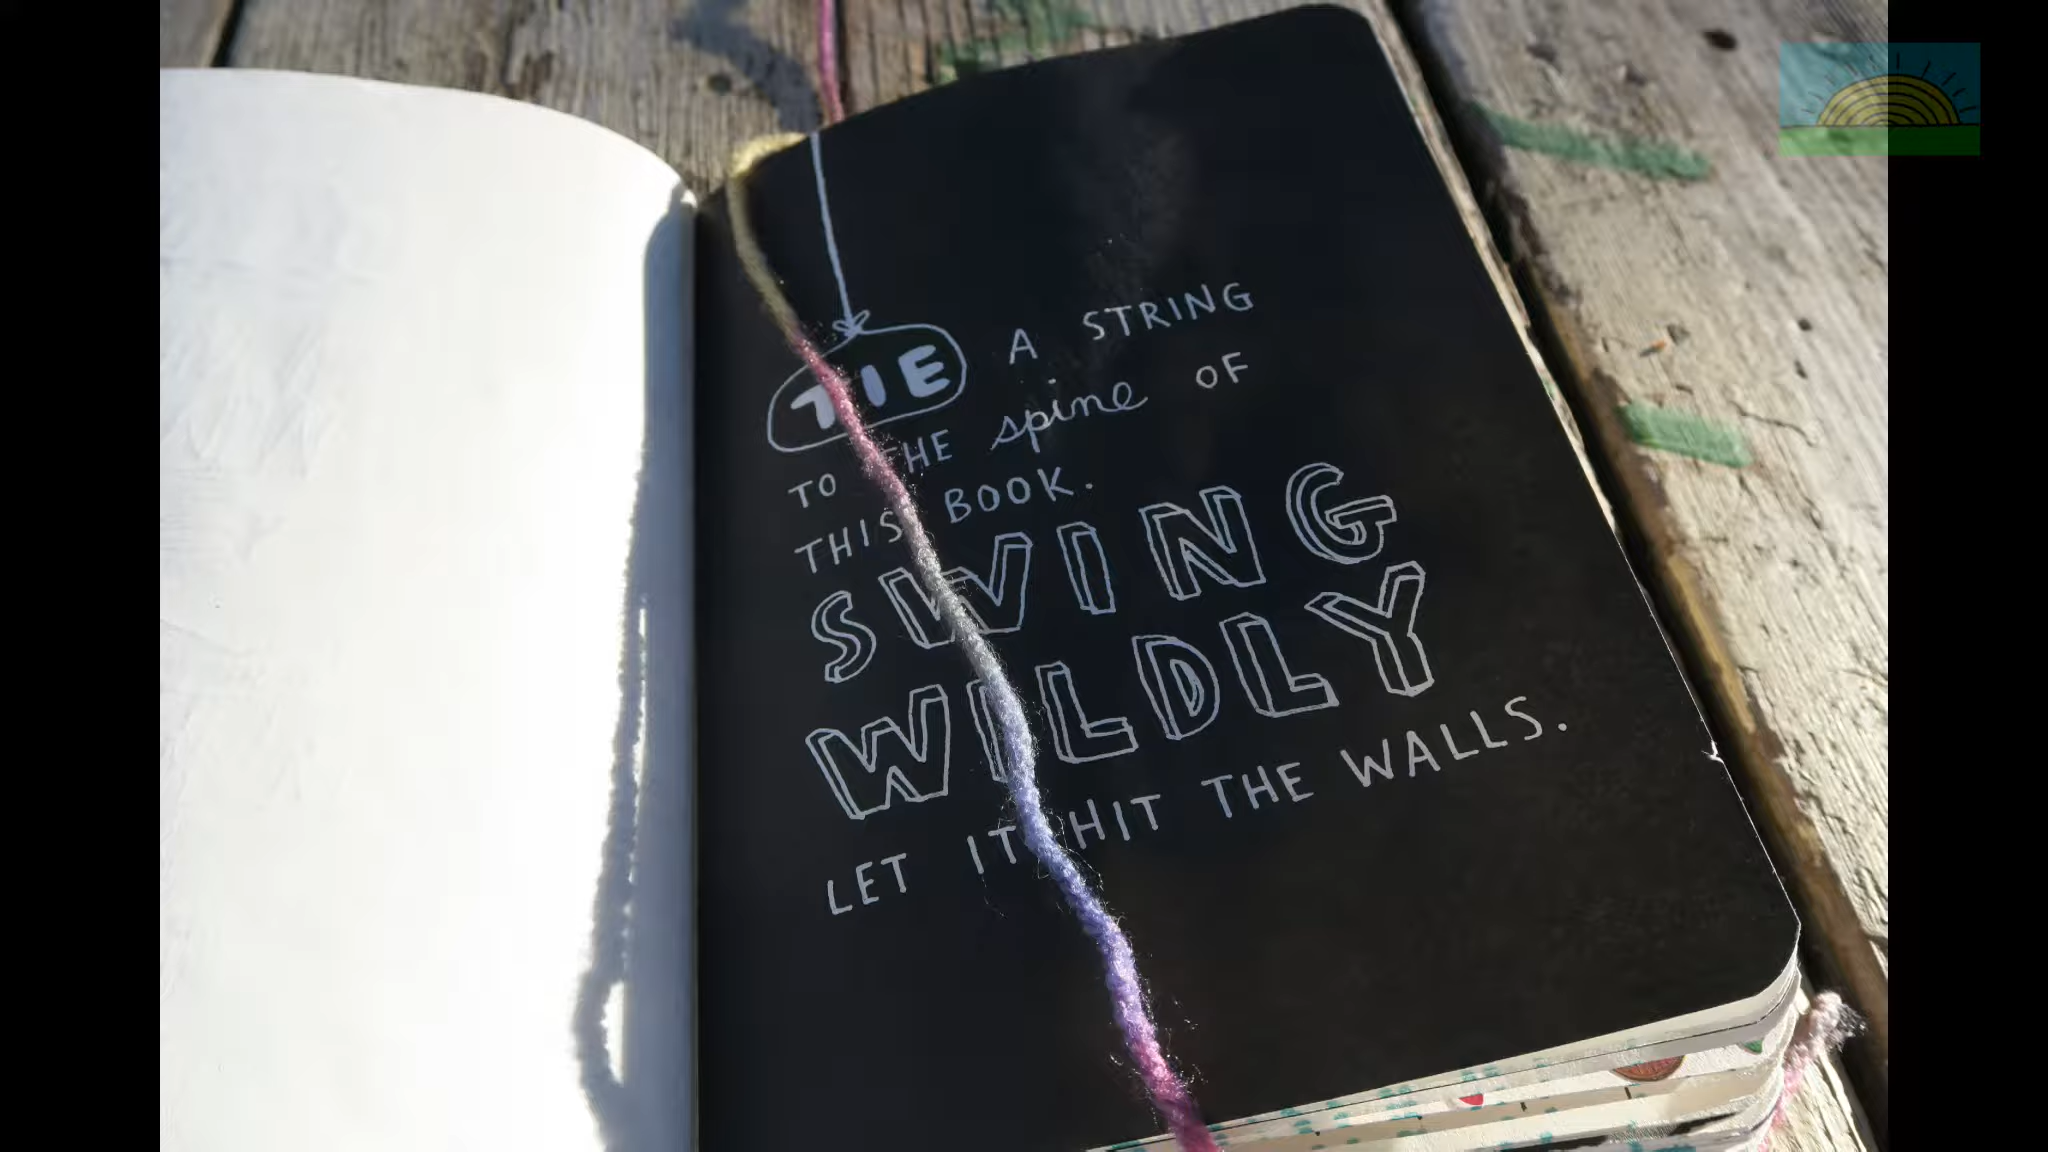 TIE A STRING
TO THE spine OF
THIS BOOK.
SWING
WILDLY
LET IT HIT THE WALLS.